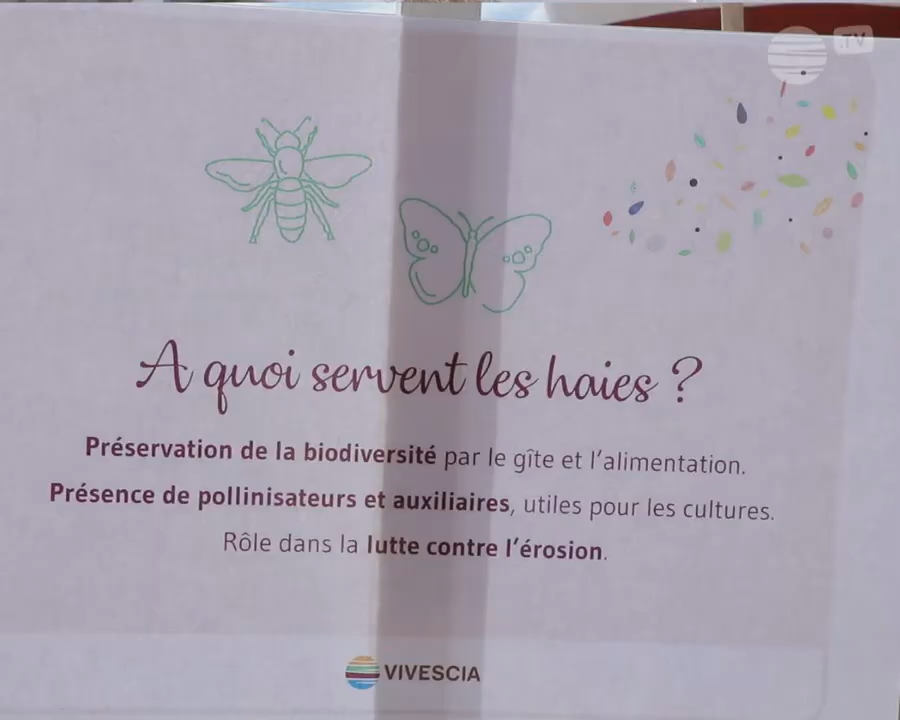 .TV
A quoi servent les haies ?
Préservation de la biodiversité par le gîte et l'alimentation.
Présence de pollinisateurs et auxiliaires, utiles pour les cultures.
Rôle dans la lutte contre l'érosion.
VIVESCIA